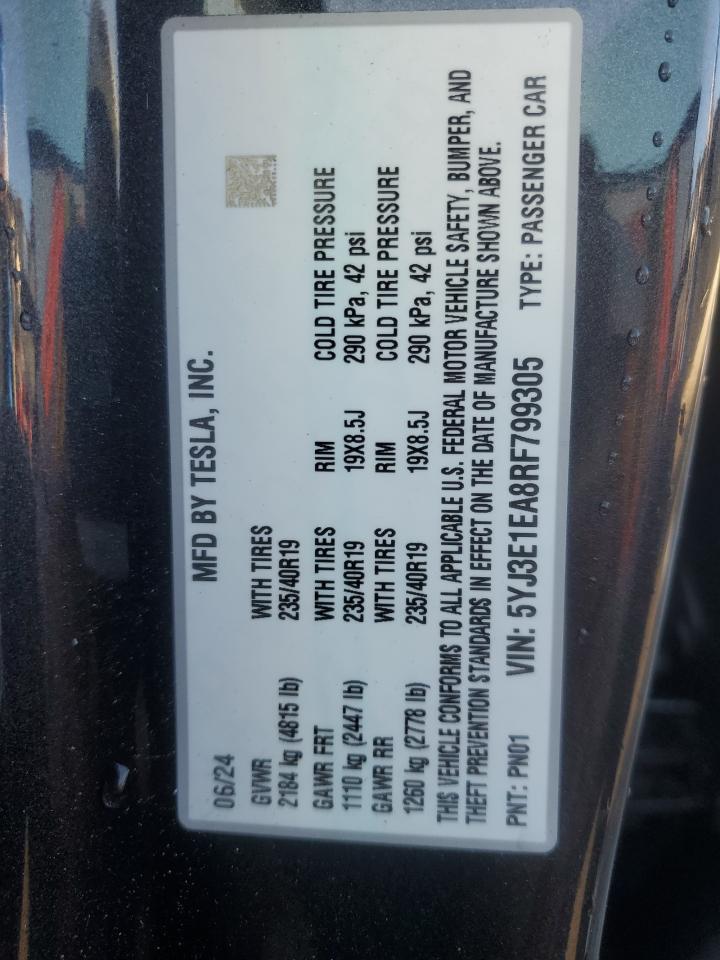 MFD BY TESLA, INC.
06/24
GVWR WITH TIRES
2184 kg (4815 lb) 235/40R19
GAWR FRT WITH TIRES RIM COLD TIRE PRESSURE
1110 kg (2447 lb) 235/40R19 19X8.5J 290 kPa, 42 psi
GAWR RR WITH TIRES RIM COLD TIRE PRESSURE
1260 kg (2778 lb) 235/40R19 19X8.5J 290 kPa, 42 psi
THIS VEHICLE CONFORMS TO ALL APPLICABLE U.S. FEDERAL MOTOR VEHICLE SAFETY, BUMPER, AND
THEFT PREVENTION STANDARDS IN EFFECT ON THE DATE OF MANUFACTURE SHOWN ABOVE.
PNT: PN01 VIN: 5YJ3E1EA8RF799305 TYPE: PASSENGER CAR